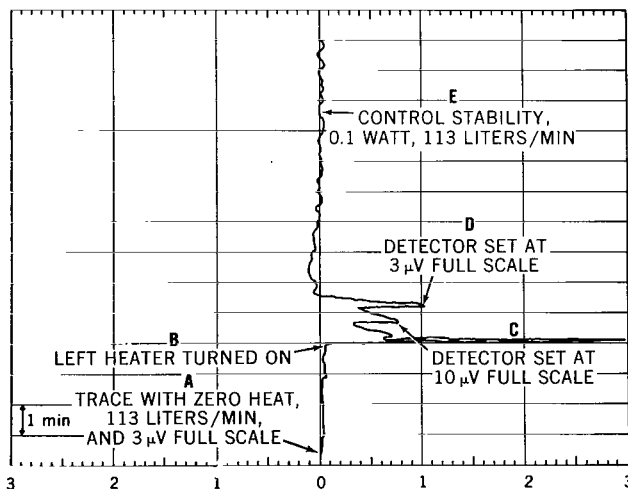 E
CONTROL STABILITY,
0.1 WATT, 113 LITERS/MIN
D
DETECTOR SET AT
3 μV FULL SCALE
B
LEFT HEATER TURNED ON
C
DETECTOR SET AT
10 μV FULL SCALE
A
TRACE WITH ZERO HEAT,
113 LITERS/MIN,
AND 3 μV FULL SCALE
1 min
3 2 1 0 1 2 3